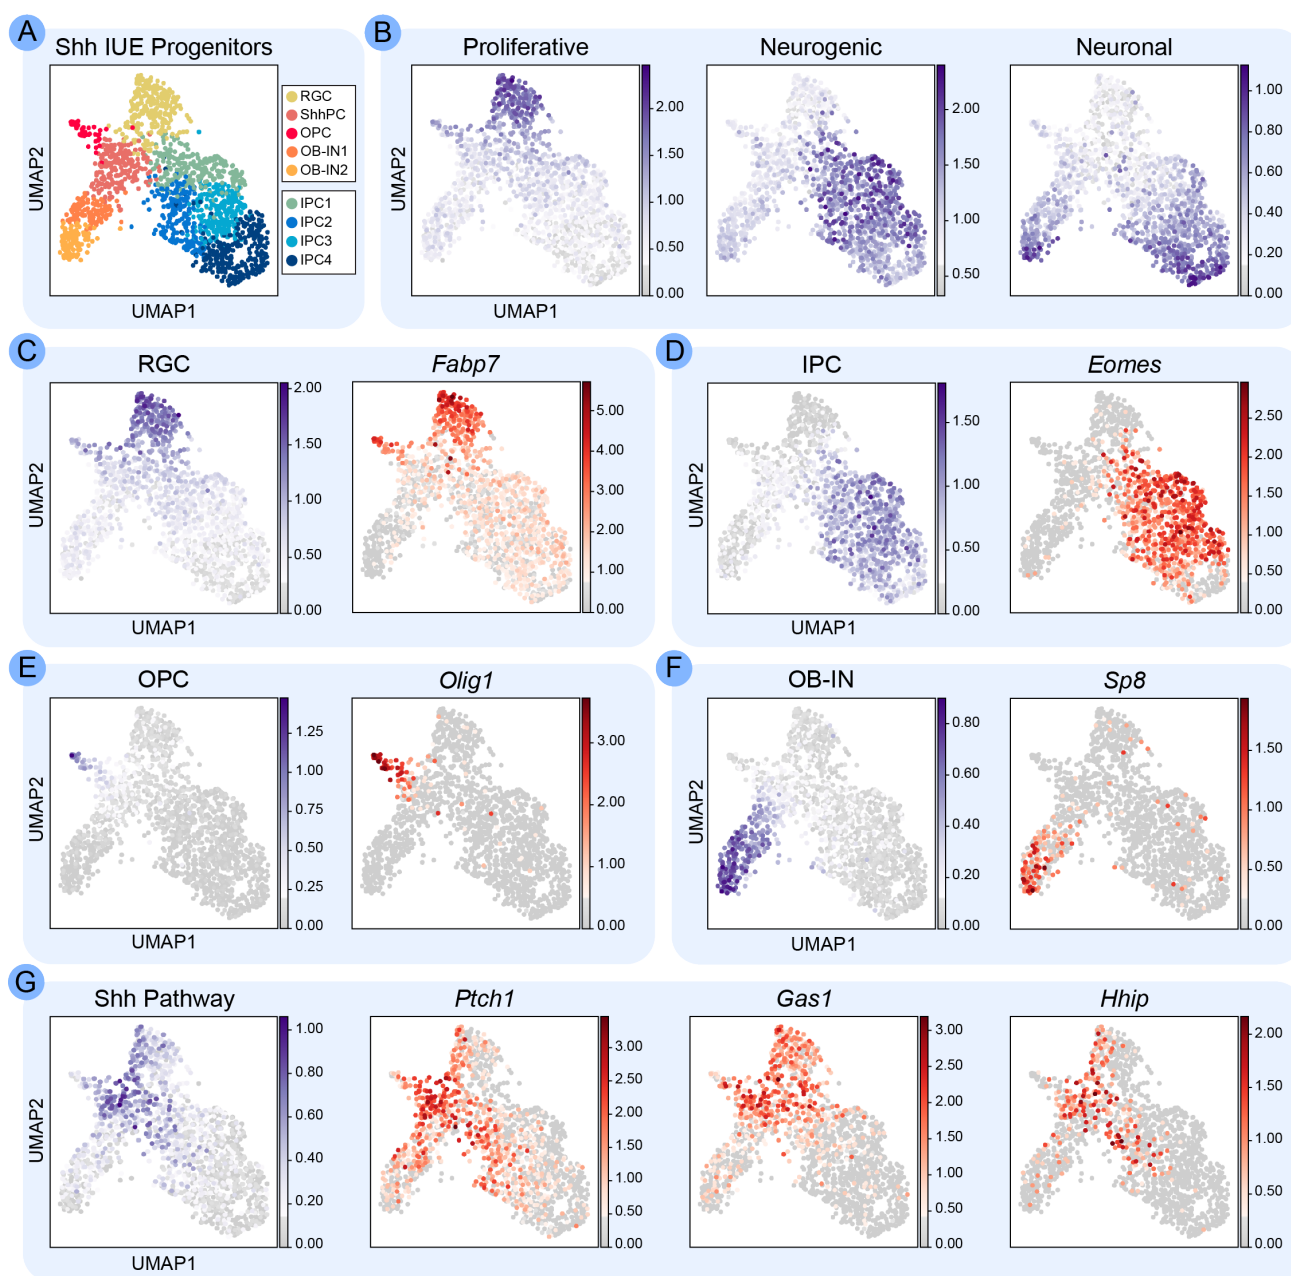 A
Shh IUE Progenitors
RGC
ShhPC
OPC
OB-IN1
OB-IN2
IPC1
IPC2
IPC3
IPC4
UMAP2
UMAP1
B
Proliferative
2.00
1.50
1.00
0.50
0.00
UMAP2
UMAP1
Neurogenic
2.00
1.50
1.00
0.50
Neuronal
1.00
0.80
0.60
0.40
0.20
0.00
C
RGC
2.00
1.50
1.00
0.50
0.00
UMAP2
UMAP1
Fabp7
5.00
4.00
3.00
2.00
1.00
0.00
D
IPC
1.50
1.00
0.50
0.00
UMAP2
UMAP1
Eomes
2.50
2.00
1.50
1.00
0.50
0.00
E
OPC
1.25
1.00
0.75
0.50
0.25
0.00
UMAP2
UMAP1
Olig1
3.00
2.00
1.00
0.00
F
OB-IN
0.80
0.60
0.40
0.20
0.00
UMAP2
UMAP1
Sp8
1.50
1.00
0.50
0.00
G
Shh Pathway
1.00
0.80
0.60
0.40
0.20
0.00
UMAP2
UMAP1
Ptch1
3.00
2.50
2.00
1.50
1.00
0.50
0.00
Gas1
3.00
2.50
2.00
1.50
1.00
0.50
0.00
Hhip
2.00
1.50
1.00
0.50
0.00